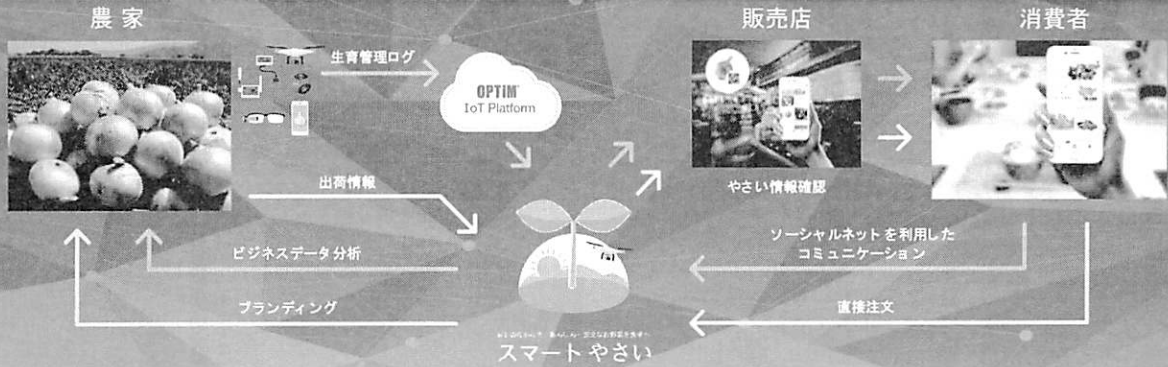 農家
販売店
消費者
生育管理ログ
OPTiM
IoT Platform
やさい情報確認
出荷情報
ソーシャルネットを利用した
コミュニケーション
ビジネスデータ分析
ブランディング
直接注文
スマートやさい